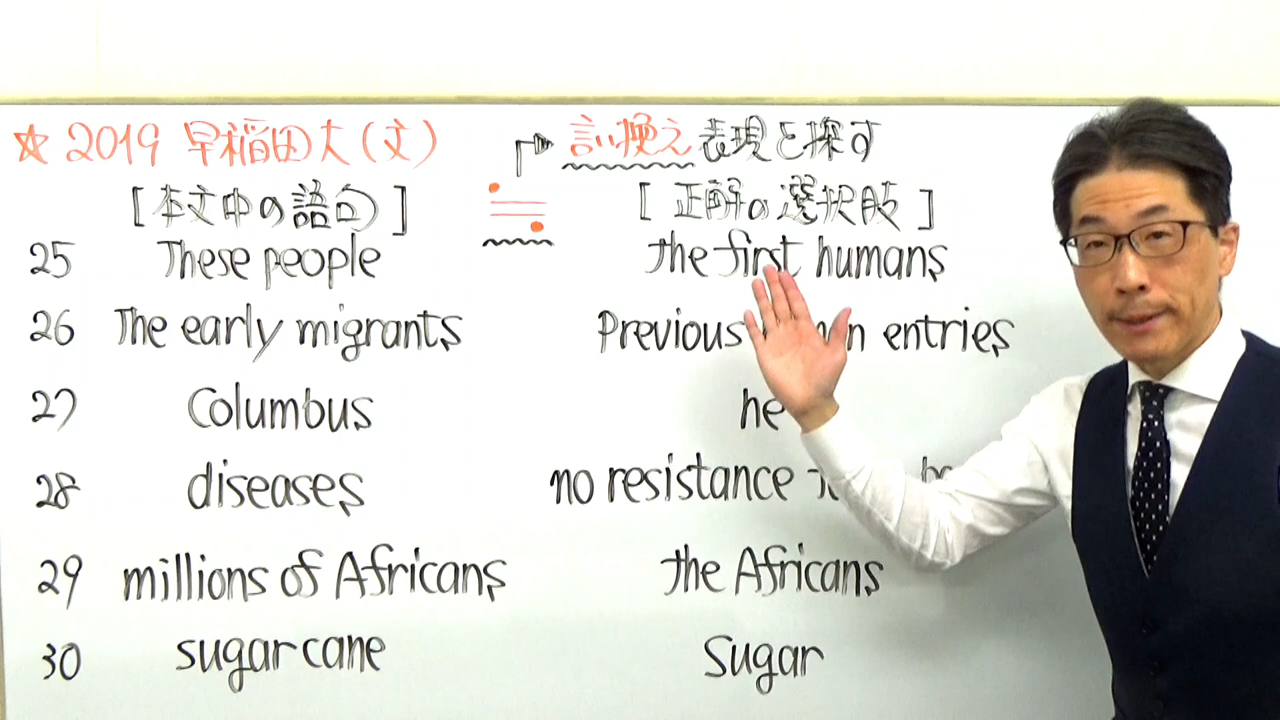 ☆ 2019 早稲田大(文)
言い換え 表現を探す
[本文中の語句] ≒ [正解の選択肢]
25 These people the first humans
26 The early migrants Previous entries
27 Columbus he
28 diseases no resistance
29 millions of Africans the Africans
30 sugar cane Sugar